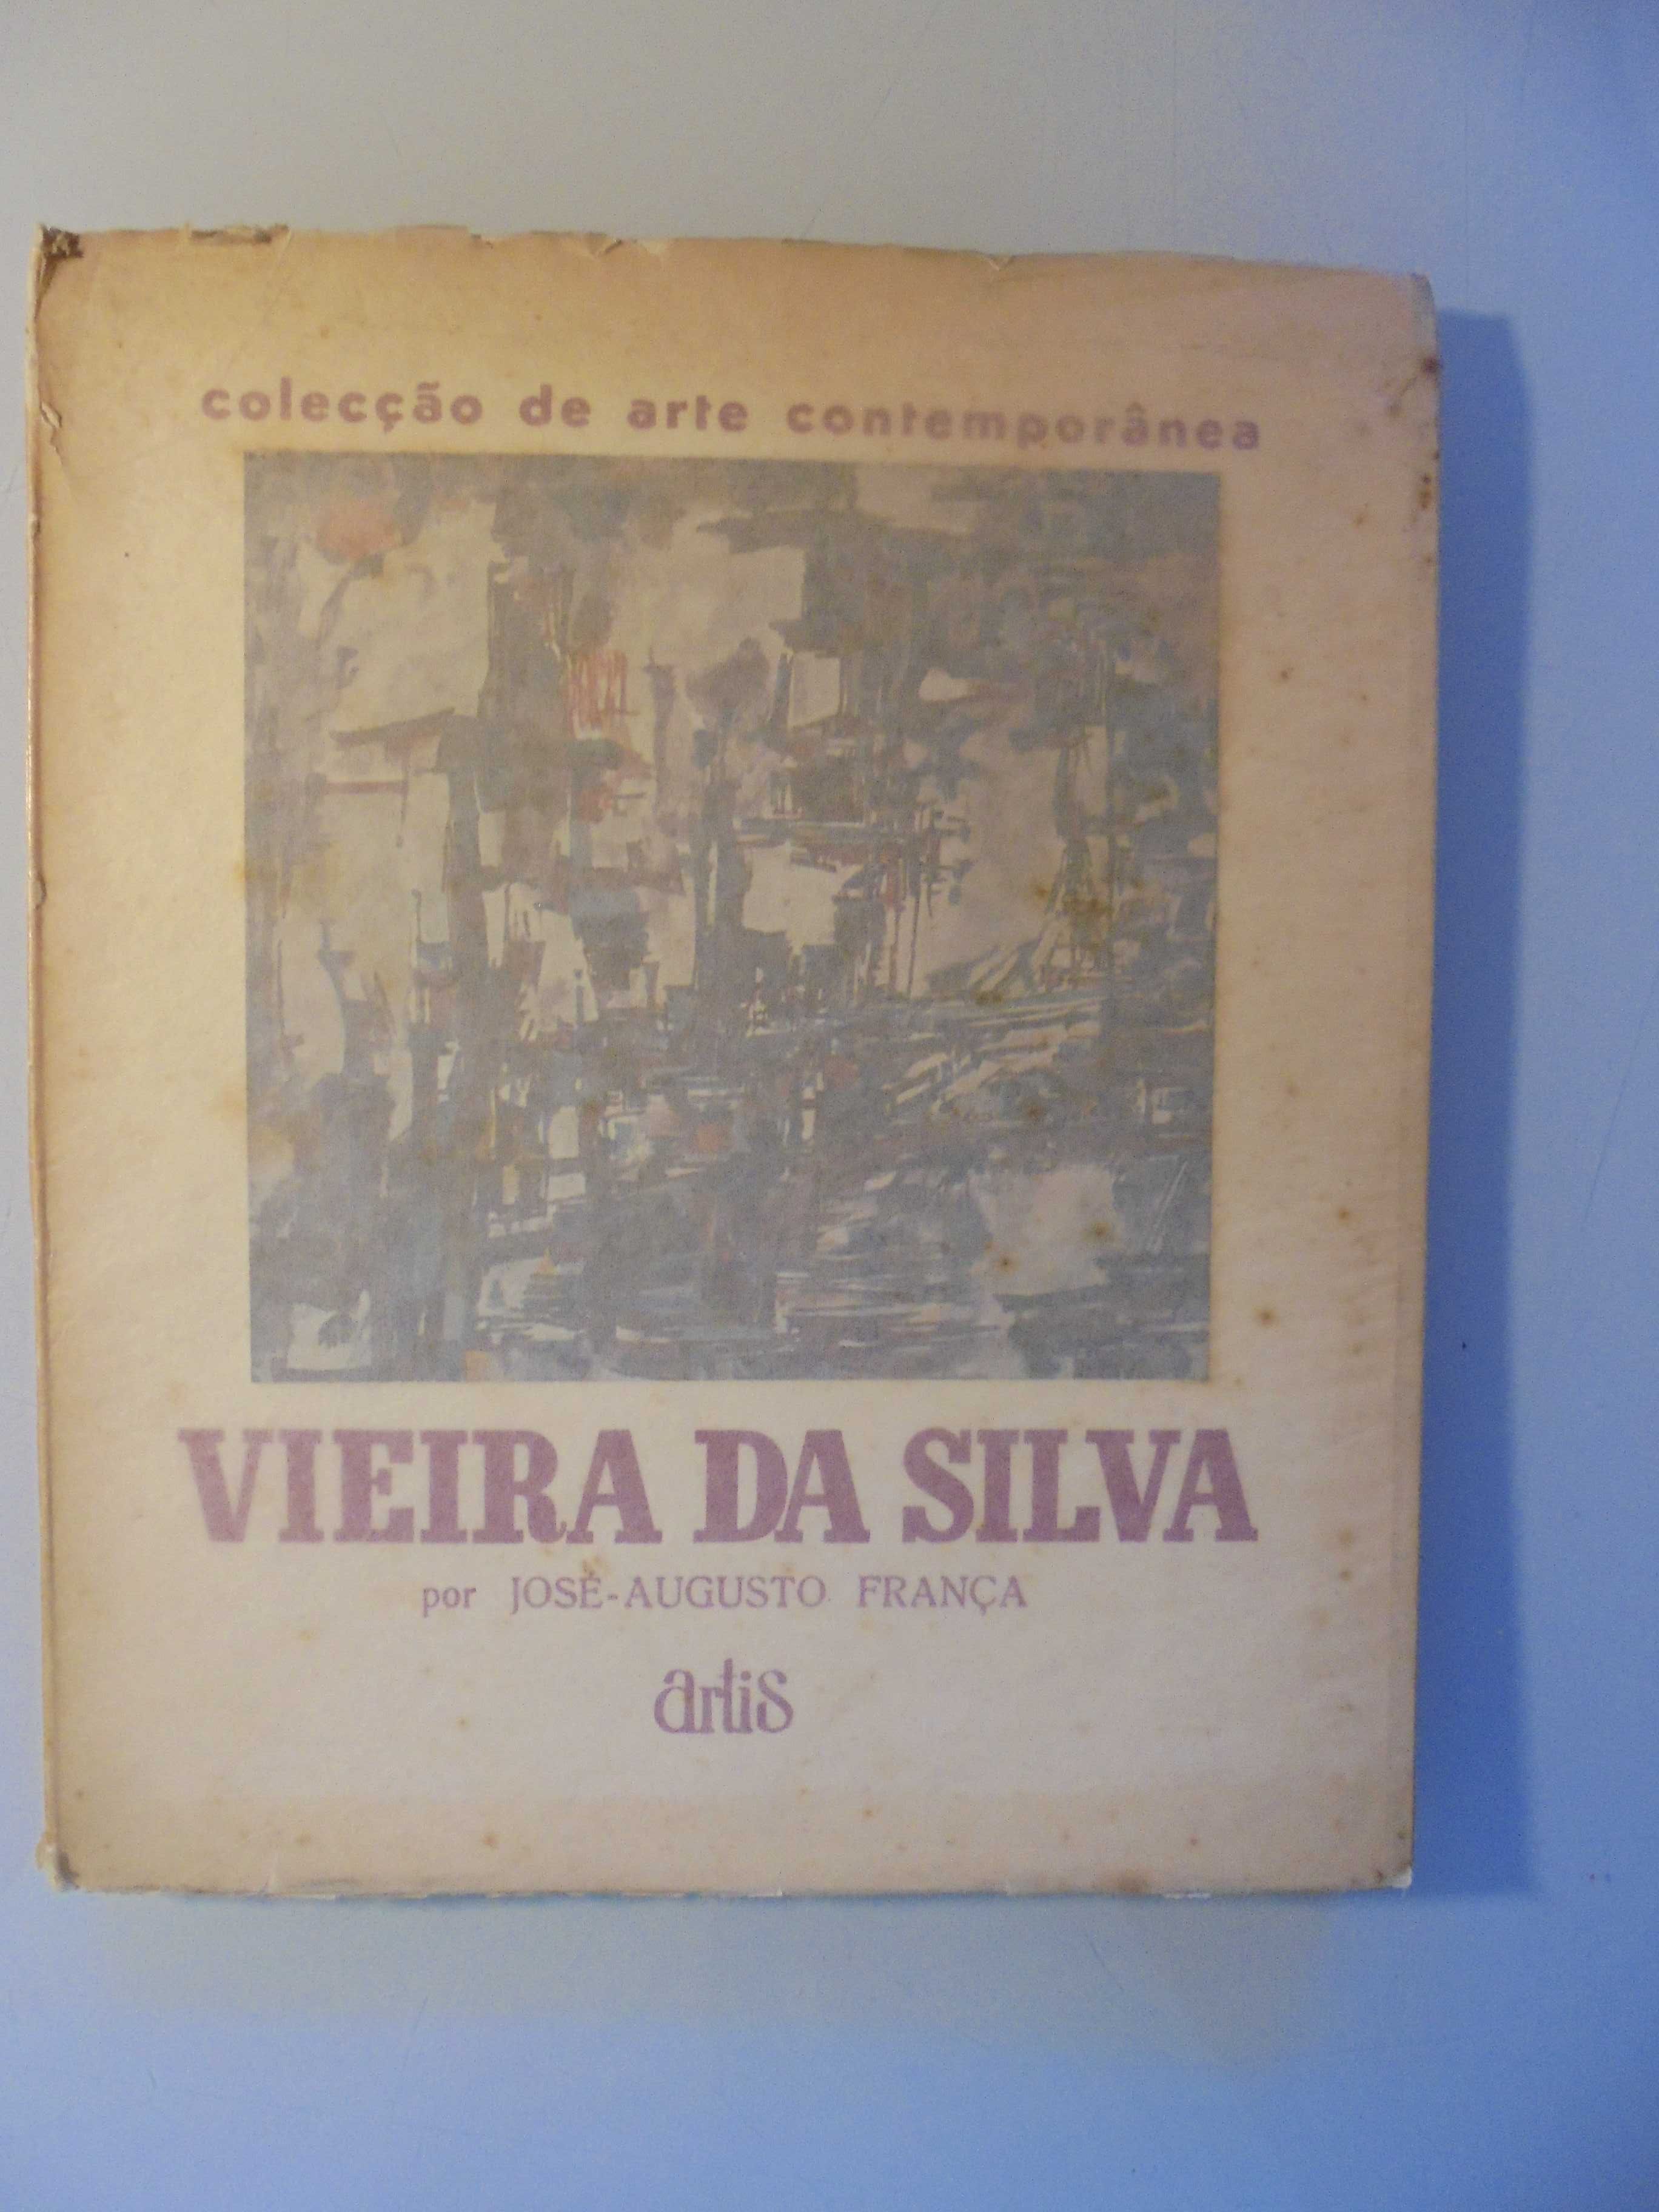 colecção de arte contemporânea
VIEIRA DA SILVA
por JOSÉ-AUGUSTO FRANÇA
artis